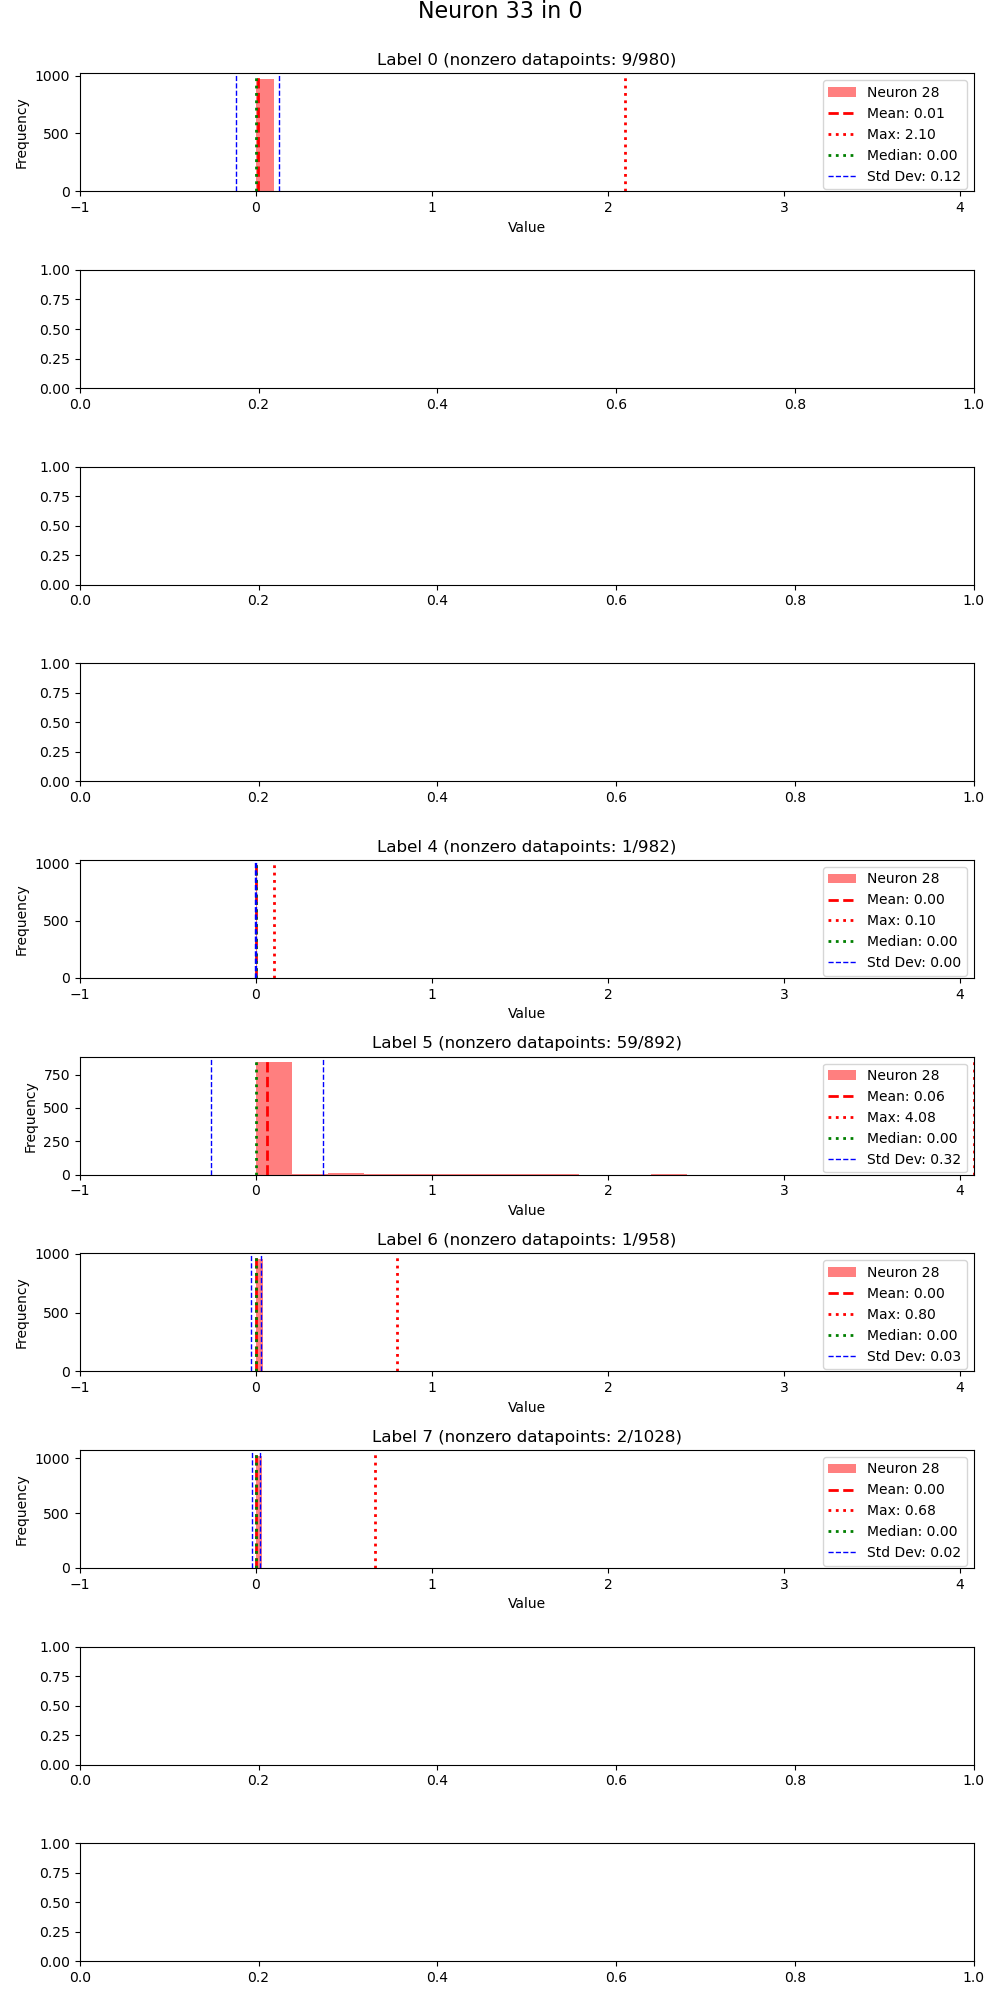 Neuron 33 in 0
Label 0 (nonzero datapoints: 9/980)
Frequency
1000
500
0
Neuron 28
Mean: 0.01
Max: 2.10
Median: 0.00
Std Dev: 0.12
−1 0 1 2 3 4
Value
1.00
0.75
0.50
0.25
0.00
0.0 0.2 0.4 0.6 0.8 1.0
1.00
0.75
0.50
0.25
0.00
0.0 0.2 0.4 0.6 0.8 1.0
1.00
0.75
0.50
0.25
0.00
0.0 0.2 0.4 0.6 0.8 1.0
Label 4 (nonzero datapoints: 1/982)
Frequency
1000
500
0
Neuron 28
Mean: 0.00
Max: 0.10
Median: 0.00
Std Dev: 0.00
−1 0 1 2 3 4
Value
Label 5 (nonzero datapoints: 59/892)
Frequency
750
500
250
0
Neuron 28
Mean: 0.06
Max: 4.08
Median: 0.00
Std Dev: 0.32
−1 0 1 2 3 4
Value
Label 6 (nonzero datapoints: 1/958)
Frequency
1000
500
0
Neuron 28
Mean: 0.00
Max: 0.80
Median: 0.00
Std Dev: 0.03
−1 0 1 2 3 4
Value
Label 7 (nonzero datapoints: 2/1028)
Frequency
1000
500
0
Neuron 28
Mean: 0.00
Max: 0.68
Median: 0.00
Std Dev: 0.02
−1 0 1 2 3 4
Value
1.00
0.75
0.50
0.25
0.00
0.0 0.2 0.4 0.6 0.8 1.0
1.00
0.75
0.50
0.25
0.00
0.0 0.2 0.4 0.6 0.8 1.0